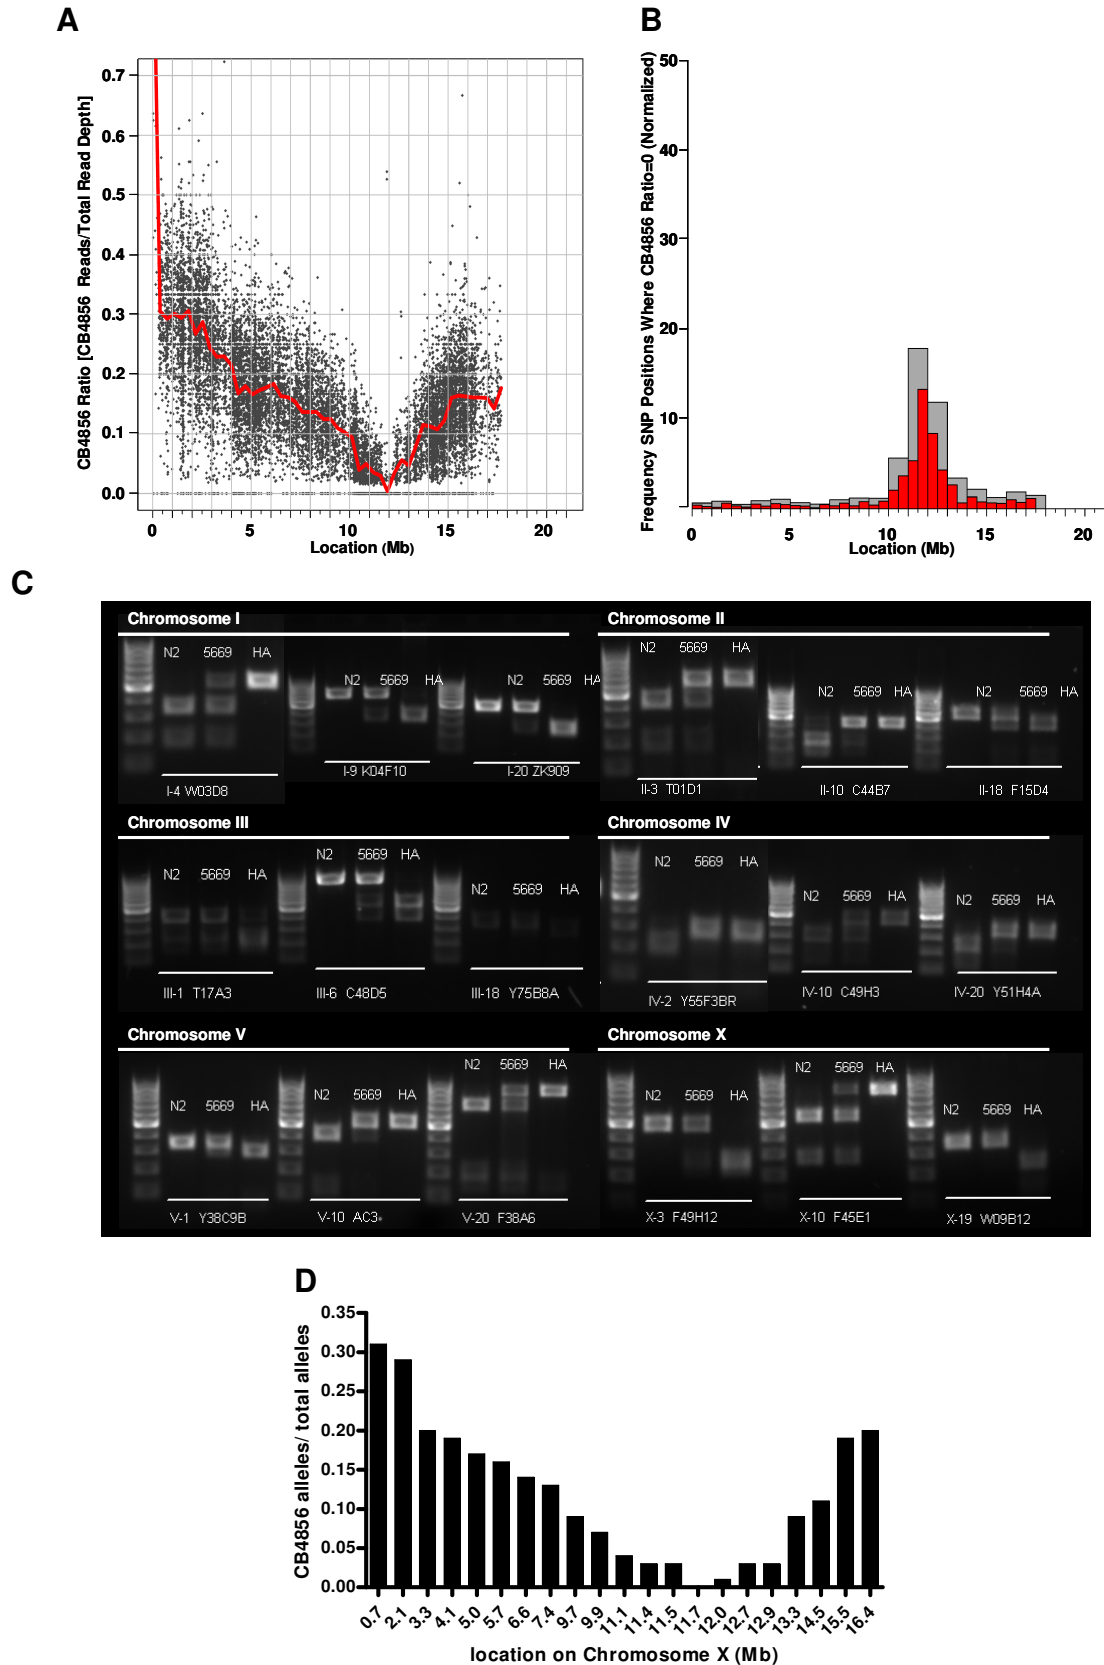 A
B
CB4856 Ratio [CB4856 Reads/Total Read Depth]
0.7
0.6
0.5
0.4
0.3
0.2
0.1
0.0
0 5 10 15 20
Location (Mb)
Frequency SNP Positions Where CB4856 Ratio=0 (Normalized)
50
40
30
20
10
0 5 10 15 20
Location (Mb)
C
Chromosome I
N2 5669 HA
I-4 W03D8
N2 5669 HA
I-9 K04F10
N2 5669 HA
I-20 ZK909
Chromosome II
N2 5669 HA
II-3 T01D1
N2 5669 HA
II-10 C44B7
N2 5669 HA
II-18 F15D4
Chromosome III
N2 5669 HA
III-1 T17A3
N2 5669 HA
III-6 C48D5
N2 5669 HA
III-18 Y75B8A
Chromosome IV
N2 5669 HA
IV-2 Y55F3BR
N2 5669 HA
IV-10 C49H3
N2 5669 HA
IV-20 Y51H4A
Chromosome V
N2 5669 HA
V-1 Y38C9B
N2 5669 HA
V-10 AC3
N2 5669 HA
V-20 F38A6
Chromosome X
N2 5669 HA
X-3 F49H12
N2 5669 HA
X-10 F45E1
N2 5669 HA
X-19 W09B12
D
CB4856 alleles/ total alleles
0.35
0.30
0.25
0.20
0.15
0.10
0.05
0.00
0.7 2.1 3.3 4.1 5.0 5.7 6.6 7.4 9.7 9.9 11.1 11.4 11.5 11.7 12.0 12.7 12.9 13.3 14.5 15.5 16.4
location on Chromosome X (Mb)